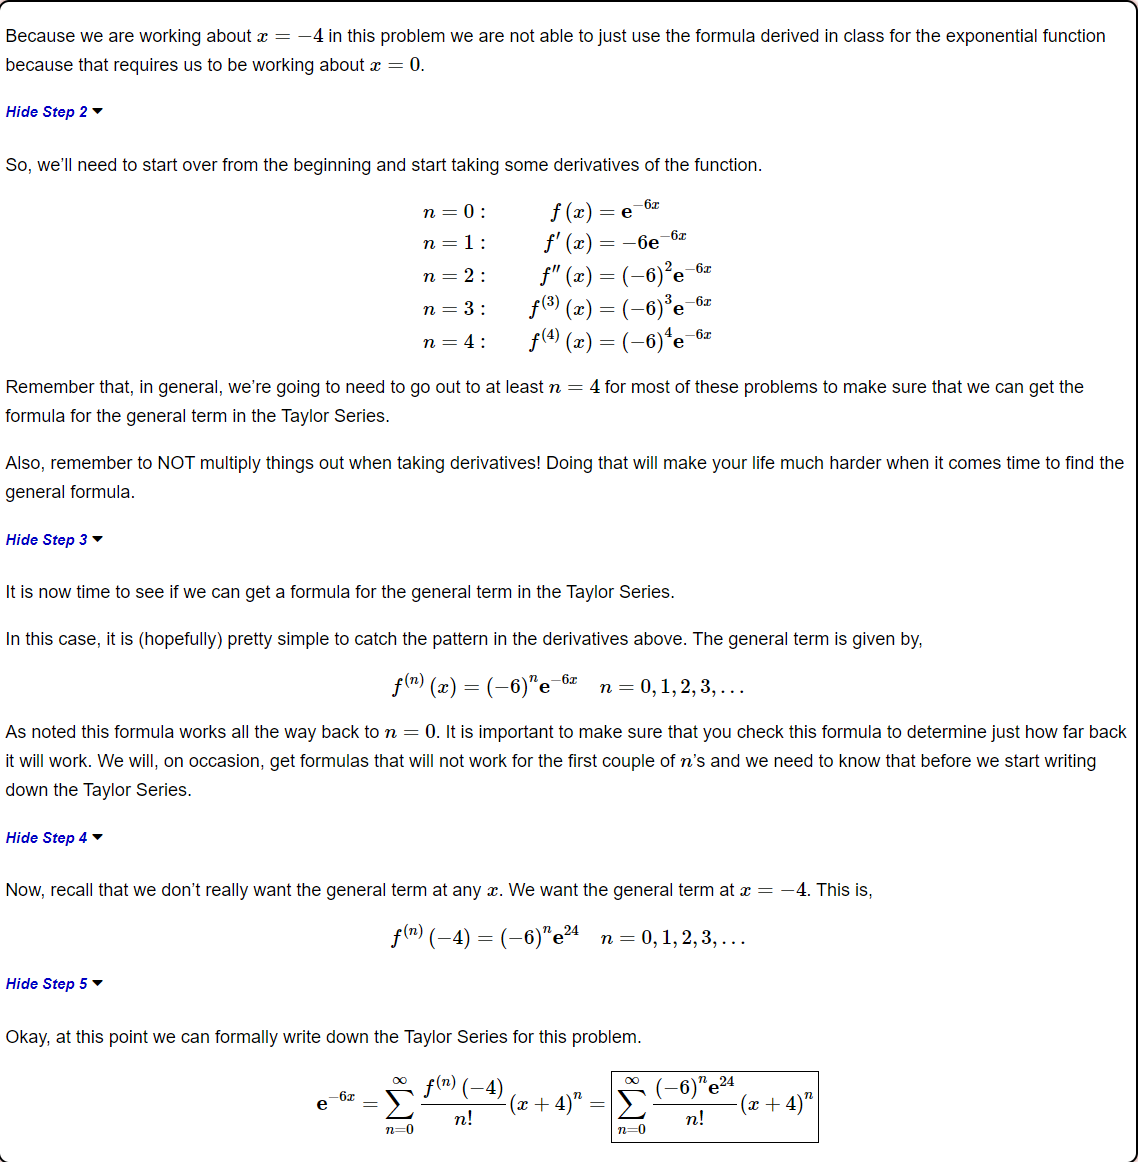 Because we are working about x = −4 in this problem we are not able to just use the formula derived in class for the exponential function
because that requires us to be working about x = 0.
Hide Step 2 ▾
So, we'll need to start over from the beginning and start taking some derivatives of the function.
n = 0 : f (x) = e^{−6x}
n = 1 : f′ (x) = −6e^{−6x}
n = 2 : f″ (x) = (−6)^2 e^{−6x}
n = 3 : f^{(3)} (x) = (−6)^3 e^{−6x}
n = 4 : f^{(4)} (x) = (−6)^4 e^{−6x}
Remember that, in general, we're going to need to go out to at least n = 4 for most of these problems to make sure that we can get the
formula for the general term in the Taylor Series.
Also, remember to NOT multiply things out when taking derivatives! Doing that will make your life much harder when it comes time to find the
general formula.
Hide Step 3 ▾
It is now time to see if we can get a formula for the general term in the Taylor Series.
In this case, it is (hopefully) pretty simple to catch the pattern in the derivatives above. The general term is given by,
f^{(n)} (x) = (−6)^n e^{−6x} n = 0, 1, 2, 3, …
As noted this formula works all the way back to n = 0. It is important to make sure that you check this formula to determine just how far back
it will work. We will, on occasion, get formulas that will not work for the first couple of n's and we need to know that before we start writing
down the Taylor Series.
Hide Step 4 ▾
Now, recall that we don't really want the general term at any x. We want the general term at x = −4. This is,
f^{(n)} (−4) = (−6)^n e^{24} n = 0, 1, 2, 3, …
Hide Step 5 ▾
Okay, at this point we can formally write down the Taylor Series for this problem.
e^{−6x} = \sum_{n=0}^{∞} \frac{f^{(n)} (−4)}{n!} (x + 4)^n = \sum_{n=0}^{∞} \frac{(−6)^n e^{24}}{n!} (x + 4)^n